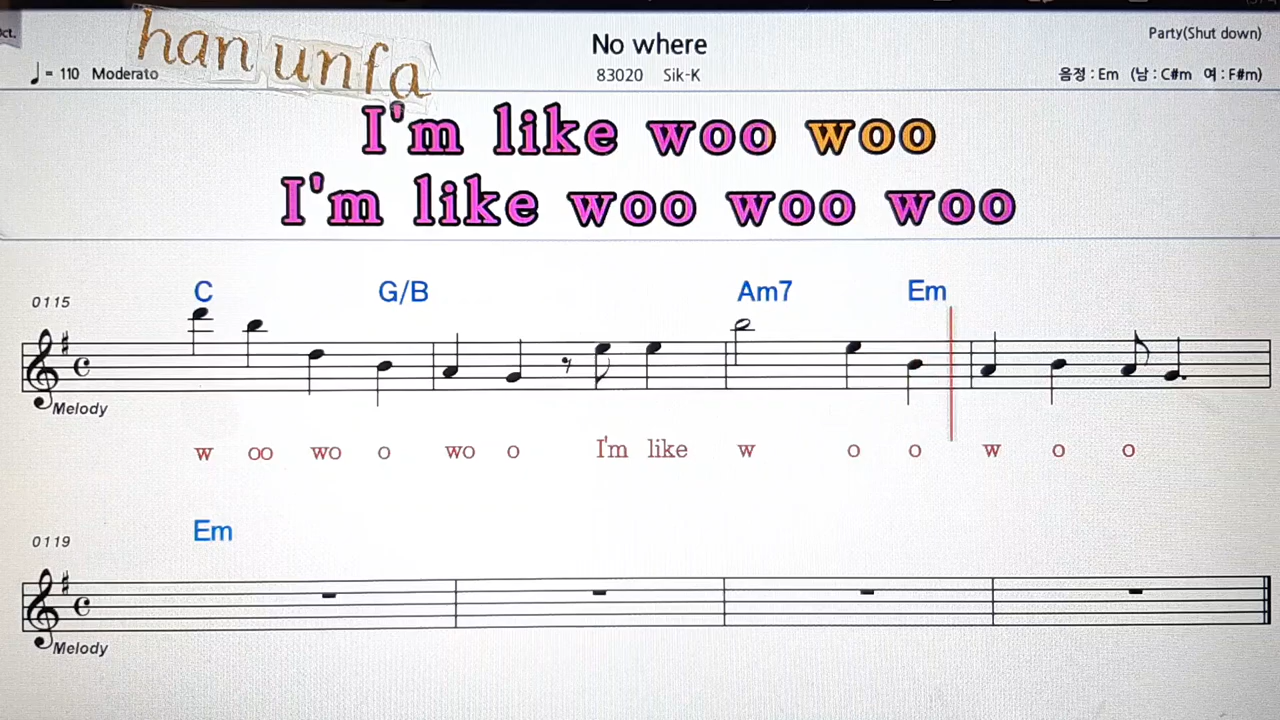 ct.
han unfa
No where
Party(Shut down)
♩= 110 Moderato
83020 Sik-K
음정 : Em (남 : C#m 여 : F#m)
I'm like woo woo
I'm like woo woo woo
C G/B Am7 Em
0115
Melody
w oo wo o wo o I'm like w o o w o o
Em
0119
Melody